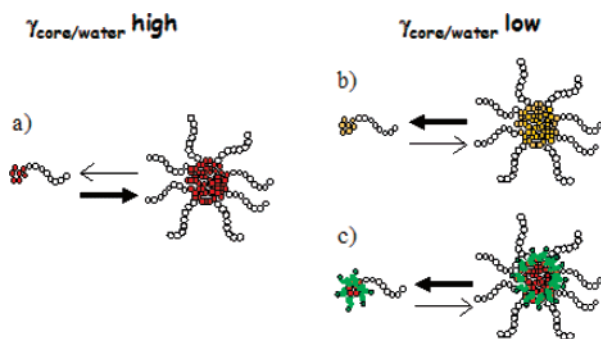 γcore/water high
γcore/water low
a)
b)
c)